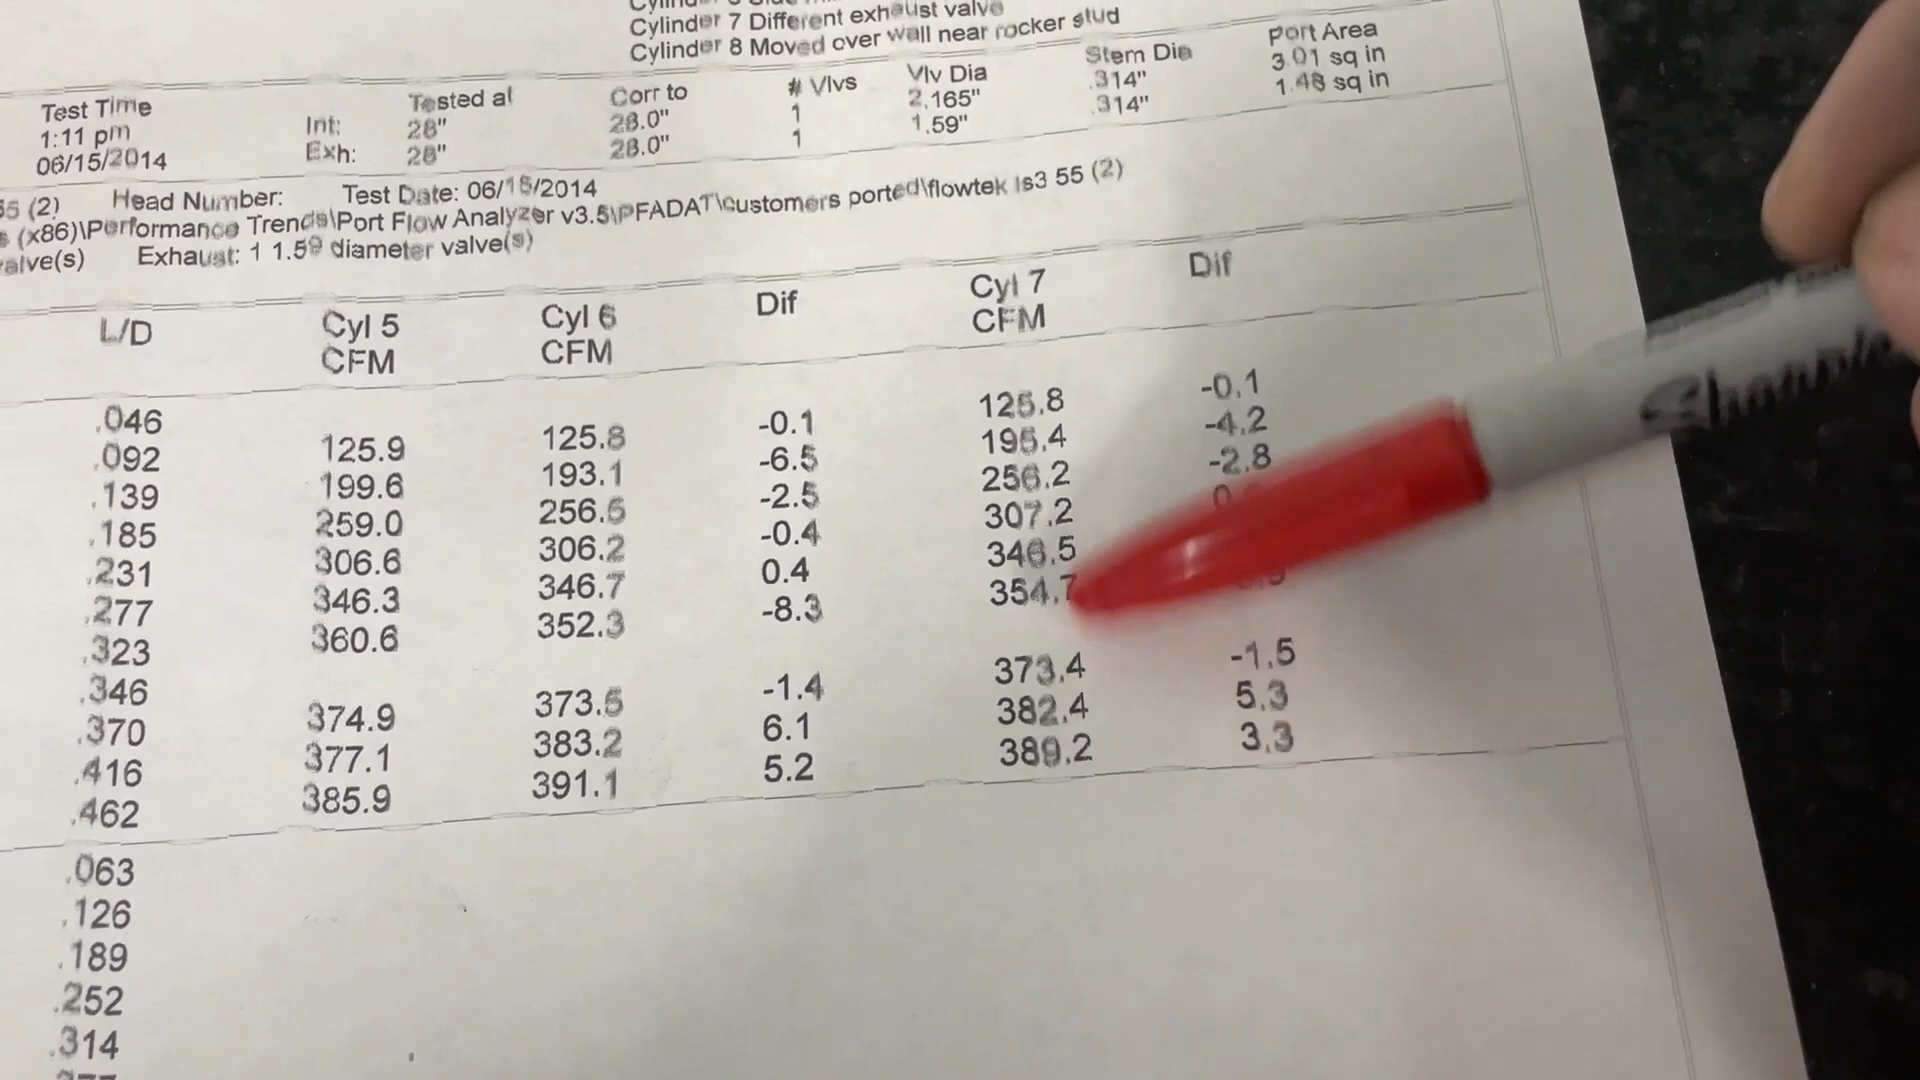 Cylinder 7 Different exhaust valve
Cylinder 8 Moved over wall near rocker stud
Test Time Tested at Corr to # Vlvs Vlv Dia Stem Dia Port Area
1:11 pm Int: 28" 28.0" 1 2.165" .314" 3.01 sq in
06/15/2014 Exh: 28" 28.0" 1 1.59" .314" 1.48 sq in
55 (2) Head Number: Test Date: 06/15/2014
(x86)\Performance Trends\Port Flow Analyzer v3.5\PFADAT\customers ported\flowtek ls3 55 (2)
valve(s) Exhaust: 1 1.59 diameter valve(s)
L/D Cyl 5 Cyl 6 Dif Cyl 7 Dif
CFM CFM CFM
.046 125.9 125.8 -0.1 125.8 -0.1
.092 199.6 193.1 -6.5 195.4 -4.2
.139 259.0 256.5 -2.5 256.2 -2.8
.185 306.6 306.2 -0.4 307.2
.231 346.3 346.7 0.4 346.5
.277 360.6 352.3 -8.3 354.7
.323
.346 374.9 373.5 -1.4 373.4 -1.5
.370 377.1 383.2 6.1 382.4 5.3
.416 385.9 391.1 5.2 389.2 3.3
.462
.063
.126
.189
.252
.314
Sharpie